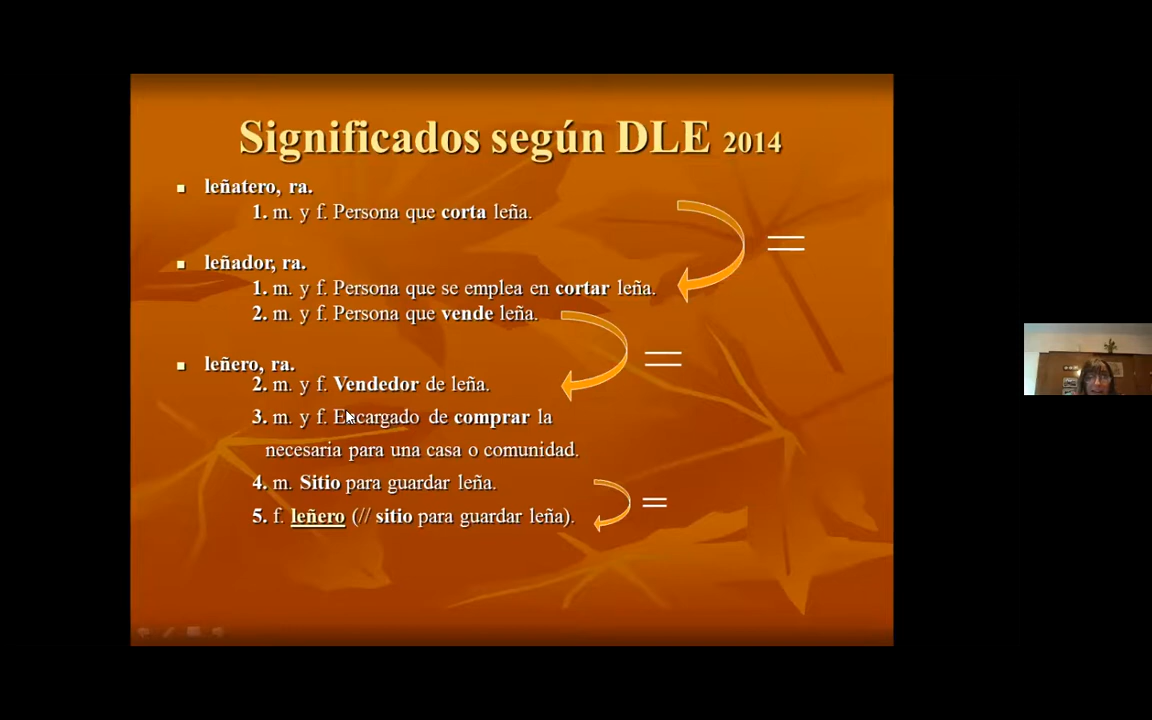 Significados según DLE 2014
leñatero, ra.
1. m. y f. Persona que corta leña.
leñador, ra.
1. m. y f. Persona que se emplea en cortar leña.
2. m. y f. Persona que vende leña.
leñero, ra.
2. m. y f. Vendedor de leña.
3. m. y f. Encargado de comprar la
necesaria para una casa o comunidad.
4. m. Sitio para guardar leña.
5. f. leñero (// sitio para guardar leña).